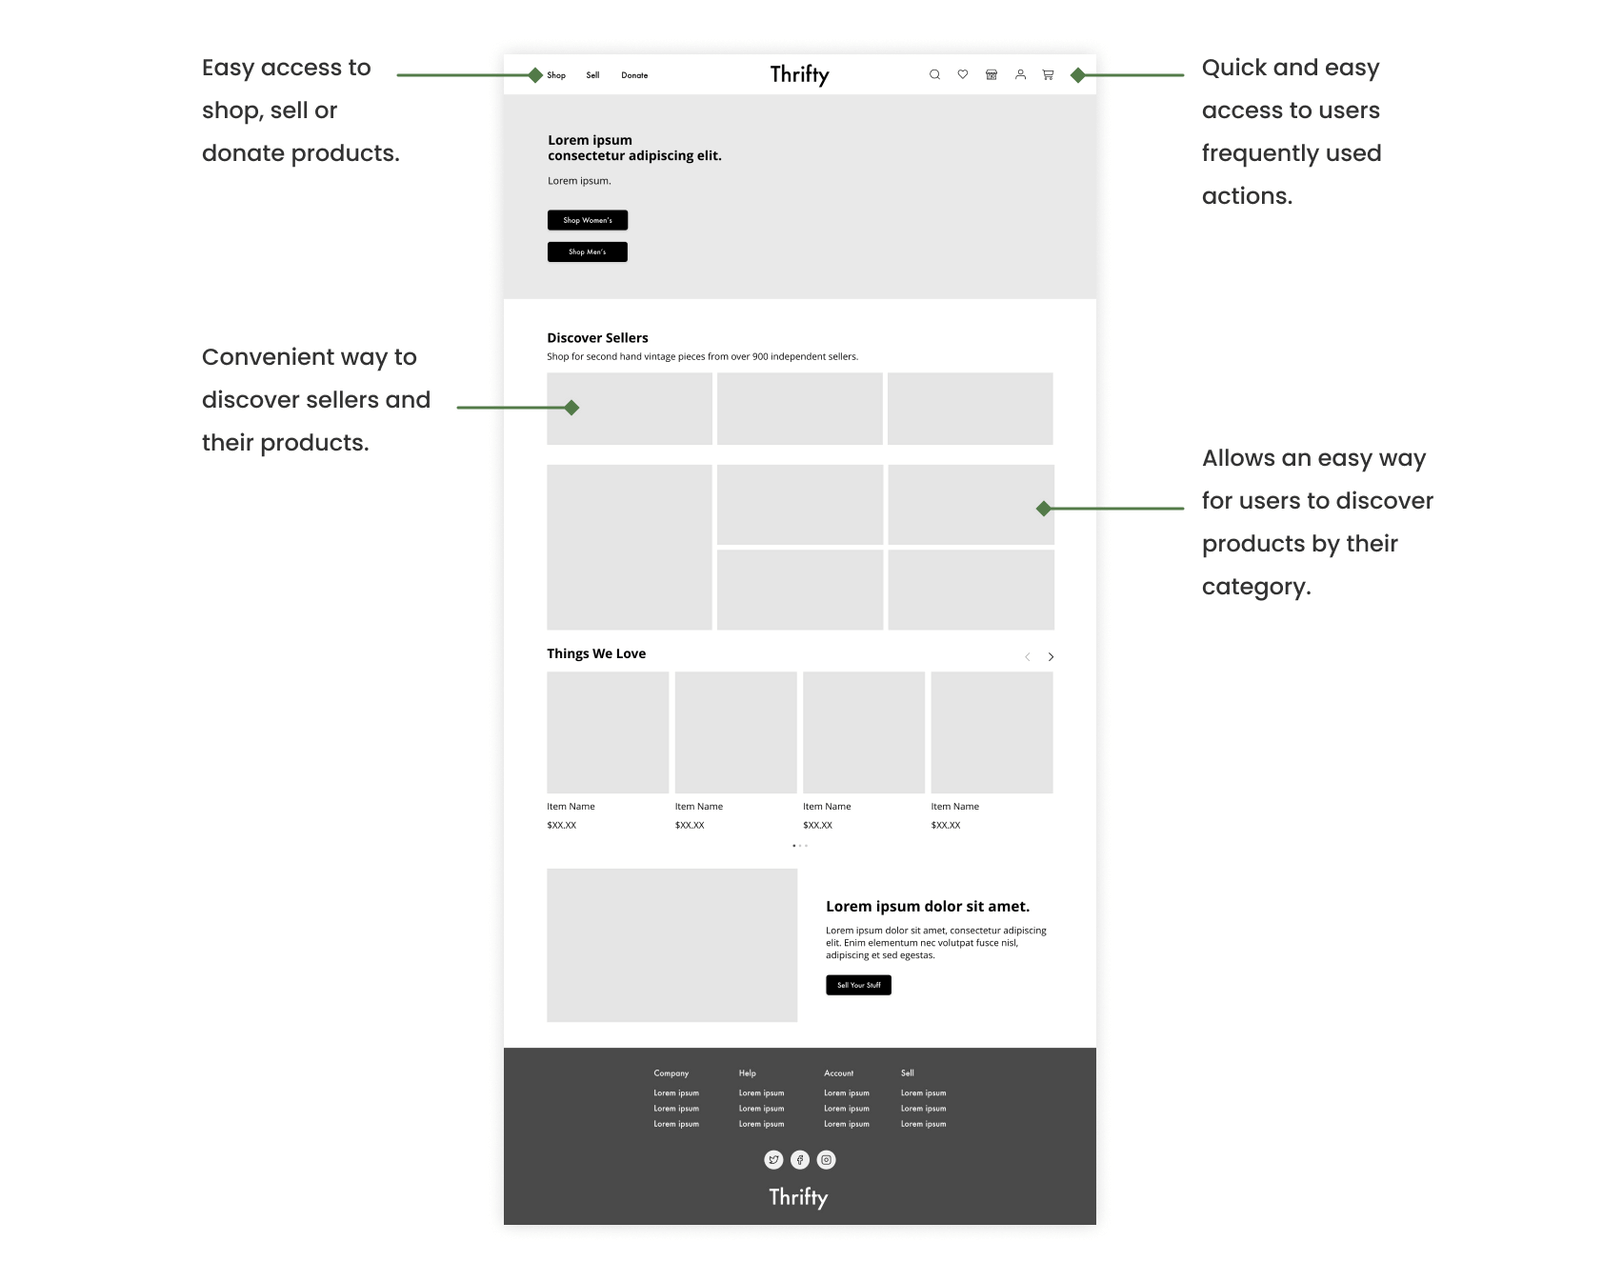 Easy access to
shop, sell or
donate products.
Shop Sell Donate
Thrifty
Quick and easy
access to users
frequently used
actions.
Lorem ipsum
consectetur adipiscing elit.
Lorem ipsum.
Shop Women's
Shop Men's
Convenient way to
discover sellers and
their products.
Discover Sellers
Shop for second hand vintage pieces from over 900 independent sellers.
Allows an easy way
for users to discover
products by their
category.
Things We Love
Item Name Item Name Item Name Item Name
$XX.XX $XX.XX $XX.XX $XX.XX
Lorem ipsum dolor sit amet.
Lorem ipsum dolor sit amet, consectetur adipiscing
elit. Enim elementum nec volutpat fusce nisl,
adipiscing et sed egestas.
Sell Your Stuff
Company Help Account Sell
Lorem ipsum Lorem ipsum Lorem ipsum Lorem ipsum
Lorem ipsum Lorem ipsum Lorem ipsum Lorem ipsum
Lorem ipsum Lorem ipsum Lorem ipsum Lorem ipsum
Thrifty